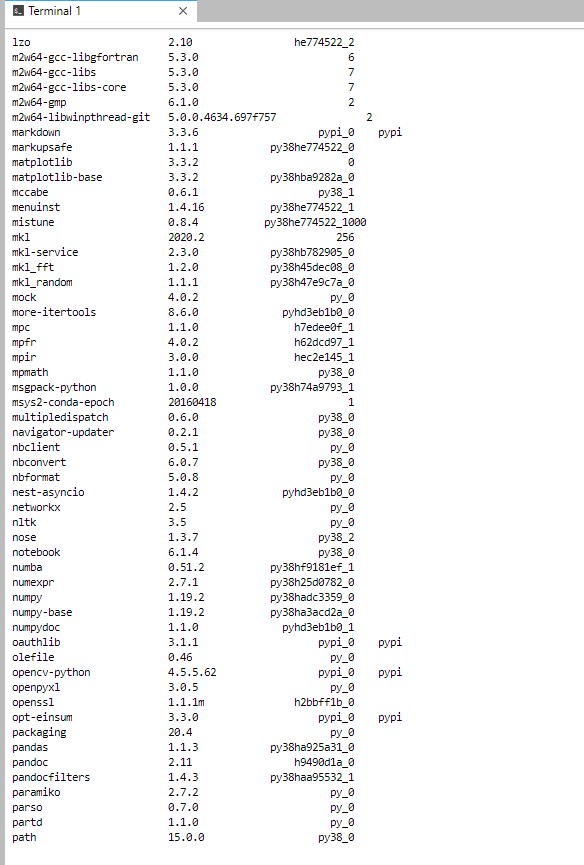 Terminal 1
lzo 2.10 he774522_2
m2w64-gcc-libgfortran 5.3.0 6
m2w64-gcc-libs 5.3.0 7
m2w64-gcc-libs-core 5.3.0 7
m2w64-gmp 6.1.0 2
m2w64-libwinpthread-git 5.0.0.4634.697f757 2
markdown 3.3.6 pypi_0 pypi
markupsafe 1.1.1 py38he774522_0
matplotlib 3.3.2 0
matplotlib-base 3.3.2 py38hba9282a_0
mccabe 0.6.1 py38_1
menuinst 1.4.16 py38he774522_1
mistune 0.8.4 py38he774522_1000
mkl 2020.2 256
mkl-service 2.3.0 py38hb782905_0
mkl_fft 1.2.0 py38h45dec08_0
mkl_random 1.1.1 py38h47e9c7a_0
mock 4.0.2 py_0
more-itertools 8.6.0 pyhd3eb1b0_0
mpc 1.1.0 h7edee0f_1
mpfr 4.0.2 h62dcd97_1
mpir 3.0.0 hec2e145_1
mpmath 1.1.0 py38_0
msgpack-python 1.0.0 py38h74a9793_1
msys2-conda-epoch 20160418 1
multipledispatch 0.6.0 py38_0
navigator-updater 0.2.1 py38_0
nbclient 0.5.1 py_0
nbconvert 6.0.7 py38_0
nbformat 5.0.8 py_0
nest-asyncio 1.4.2 pyhd3eb1b0_0
networkx 2.5 py_0
nltk 3.5 py_0
nose 1.3.7 py38_2
notebook 6.1.4 py38_0
numba 0.51.2 py38hf9181ef_1
numexpr 2.7.1 py38h25d0782_0
numpy 1.19.2 py38hadc3359_0
numpy-base 1.19.2 py38ha3acd2a_0
numpydoc 1.1.0 pyhd3eb1b0_1
oauthlib 3.1.1 pypi_0 pypi
olefile 0.46 py_0
opencv-python 4.5.5.62 pypi_0 pypi
openpyxl 3.0.5 py_0
openssl 1.1.1m h2bbff1b_0
opt-einsum 3.3.0 pypi_0 pypi
packaging 20.4 py_0
pandas 1.1.3 py38ha925a31_0
pandoc 2.11 h9490d1a_0
pandocfilters 1.4.3 py38haa95532_1
paramiko 2.7.2 py_0
parso 0.7.0 py_0
partd 1.1.0 py_0
path 15.0.0 py38_0